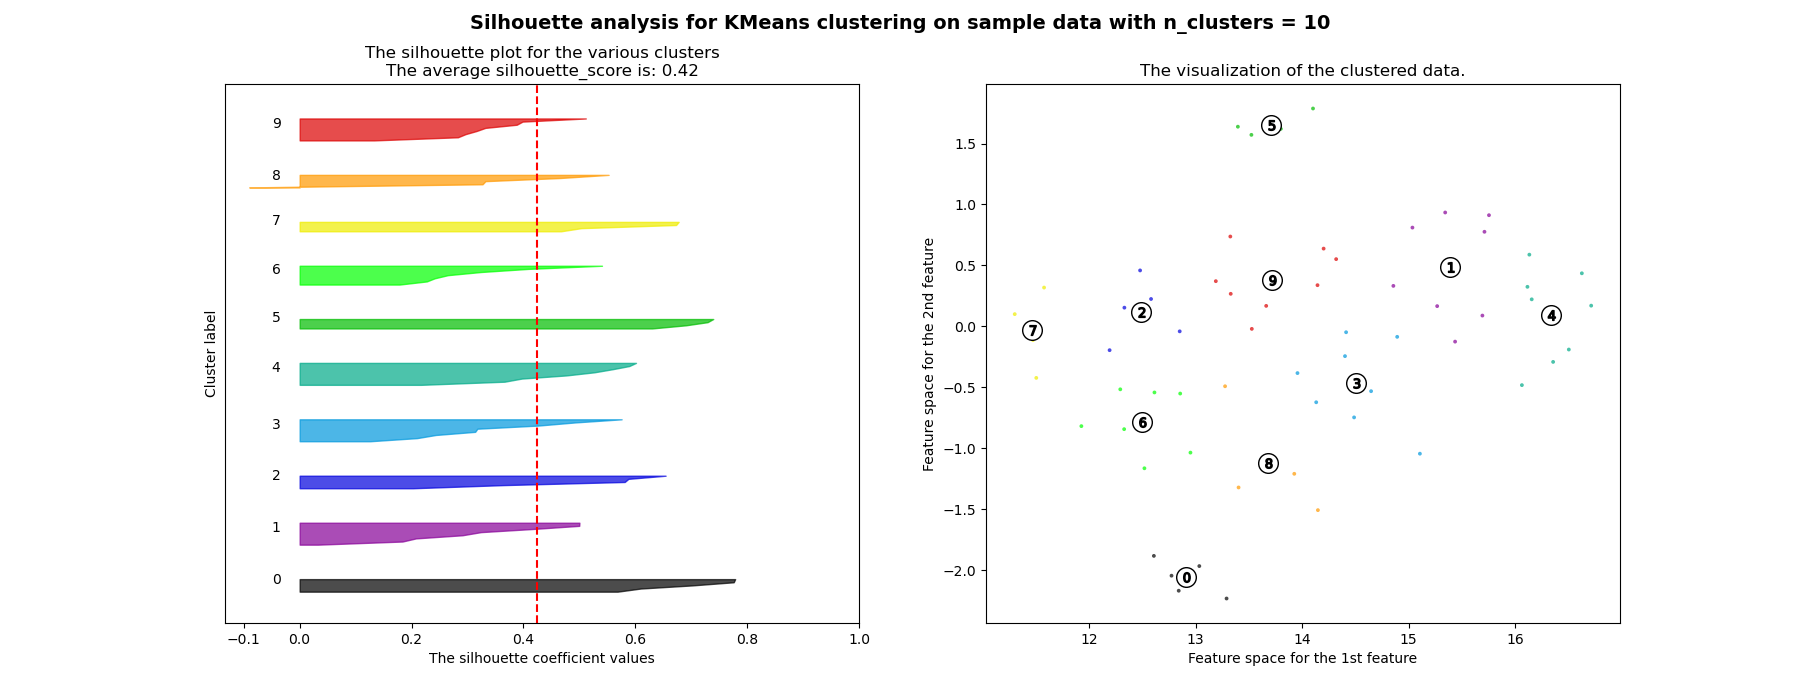 Silhouette analysis for KMeans clustering on sample data with n_clusters = 10
The silhouette plot for the various clusters
The average silhouette_score is: 0.42
9
8
7
6
5
4
3
2
1
0
Cluster label
−0.1 0.0 0.2 0.4 0.6 0.8 1.0
The silhouette coefficient values
The visualization of the clustered data.
1.5
1.0
0.5
0.0
−0.5
−1.0
−1.5
−2.0
Feature space for the 2nd feature
5
1
9
2
4
7
3
6
8
0
12 13 14 15 16
Feature space for the 1st feature